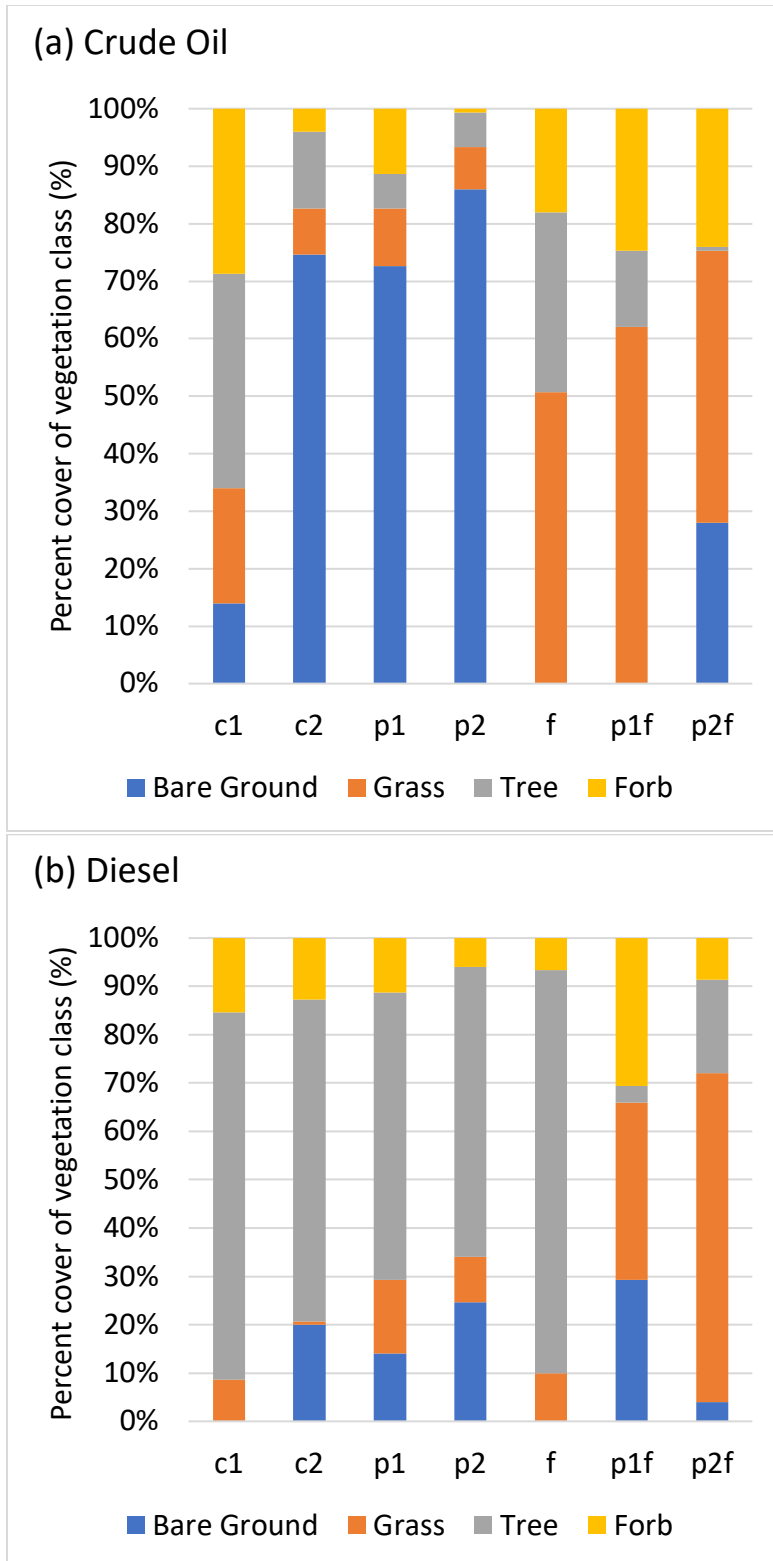 (a) Crude Oil
Percent cover of vegetation class (%)
100%
90%
80%
70%
60%
50%
40%
30%
20%
10%
0%
c1 c2 p1 p2 f p1f p2f
Bare Ground Grass Tree Forb
(b) Diesel
Percent cover of vegetation class (%)
100%
90%
80%
70%
60%
50%
40%
30%
20%
10%
0%
c1 c2 p1 p2 f p1f p2f
Bare Ground Grass Tree Forb